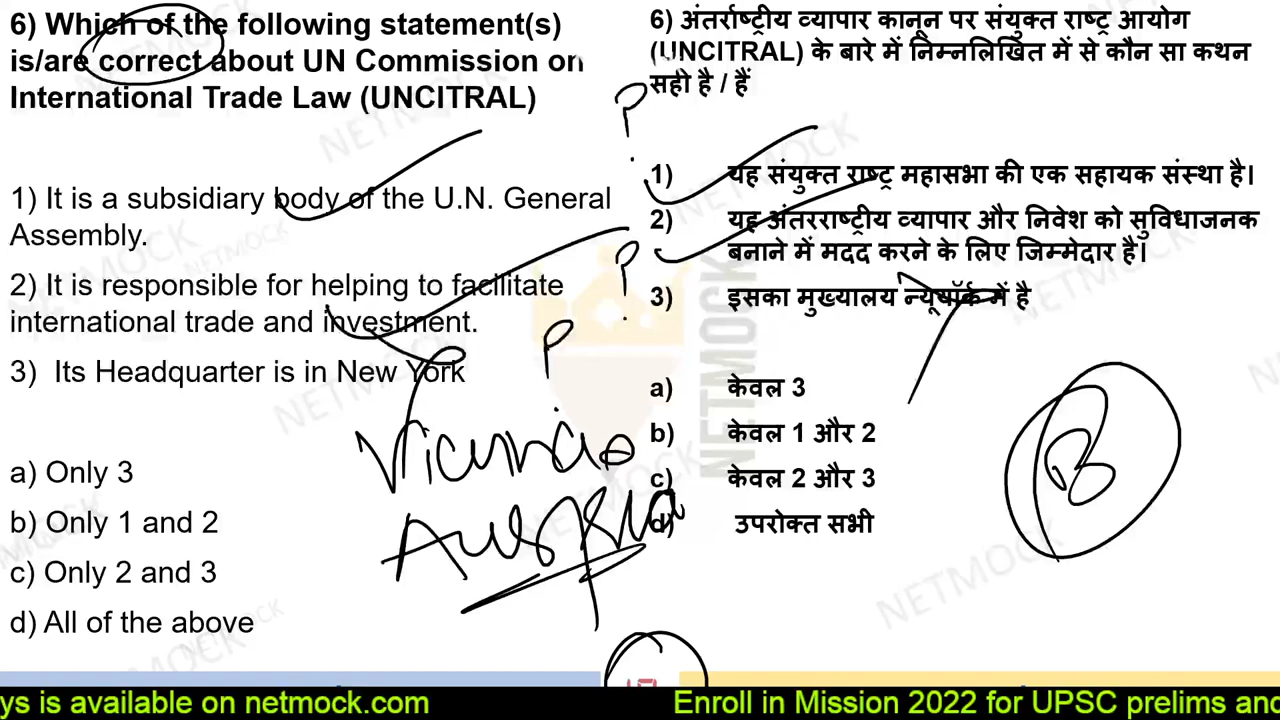 6) Which of the following statement(s)
is/are correct about UN Commission on
International Trade Law (UNCITRAL)
1) It is a subsidiary body of the U.N. General
Assembly.
2) It is responsible for helping to facilitate
international trade and investment.
3) Its Headquarter is in New York
a) Only 3
b) Only 1 and 2
c) Only 2 and 3
d) All of the above
Vienna
Austria
6) अंतर्राष्ट्रीय व्यापार कानून पर संयुक्त राष्ट्र आयोग
(UNCITRAL) के बारे में निम्नलिखित में से कौन सा कथन
सही है / हैं
1) यह संयुक्त राष्ट्र महासभा की एक सहायक संस्था है।
2) यह अंतरराष्ट्रीय व्यापार और निवेश को सुविधाजनक
बनाने में मदद करने के लिए जिम्मेदार है।
3) इसका मुख्यालय न्यूयॉर्क में है
a) केवल 3
b) केवल 1 और 2
c) केवल 2 और 3
d) उपरोक्त सभी
B
NETMOCK
ys is available on netmock.com
Enroll in Mission 2022 for UPSC prelims and